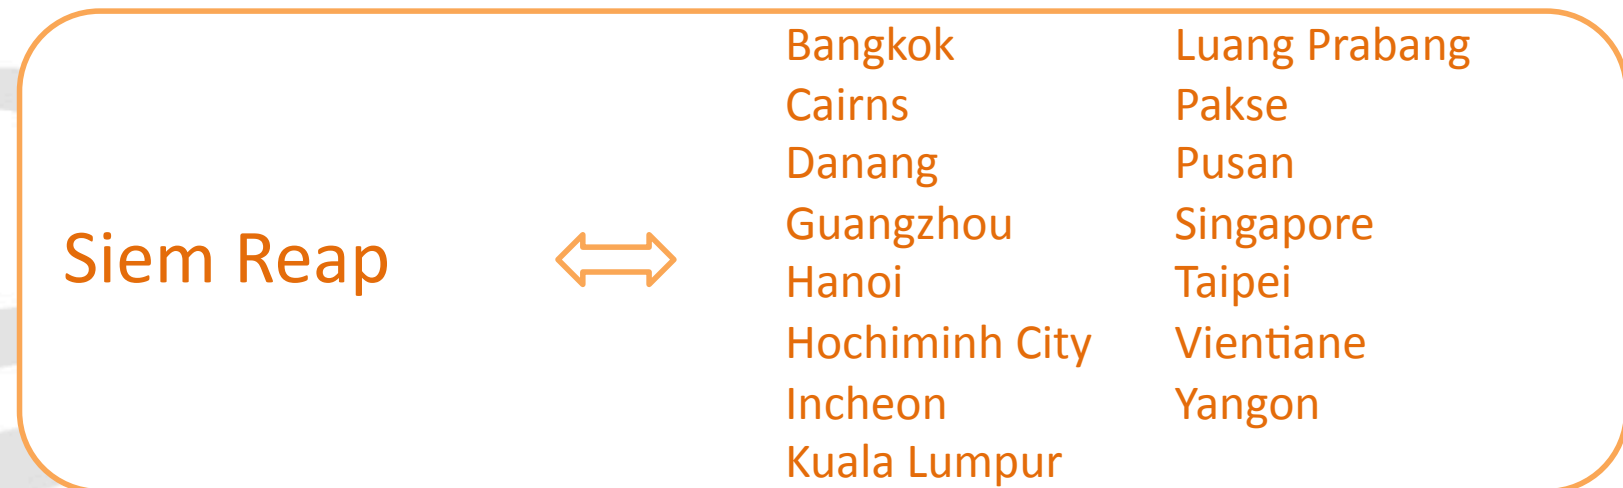 Siem Reap
Bangkok
Cairns
Danang
Guangzhou
Hanoi
Hochiminh City
Incheon
Kuala Lumpur
Luang Prabang
Pakse
Pusan
Singapore
Taipei
Vientiane
Yangon